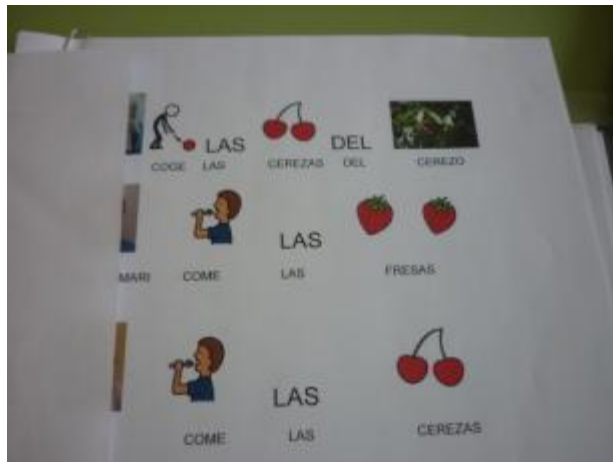 LAS DEL
COGE LAS CEREZAS DEL CEREZO
LAS
MARI COME LAS FRESAS
LAS
COME LAS CEREZAS